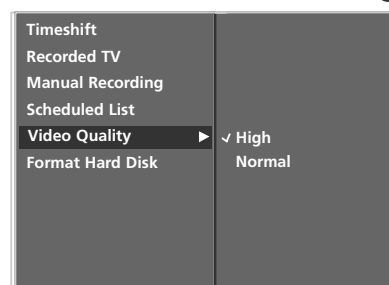 Timeshift
Recorded TV
Manual Recording
Scheduled List
Video Quality ▶ ✓ High
Format Hard Disk Normal